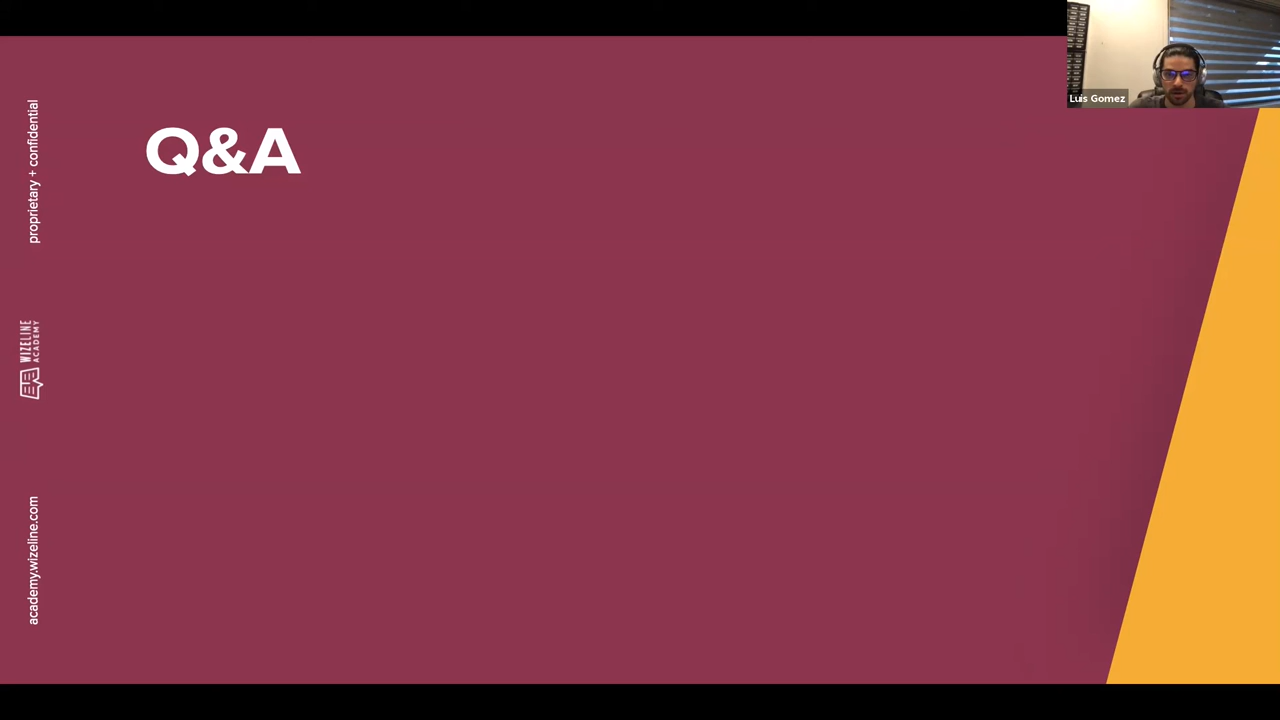 Q&A
proprietary + confidential
WIZELINE
ACADEMY
academy.wizeline.com
Luis Gomez